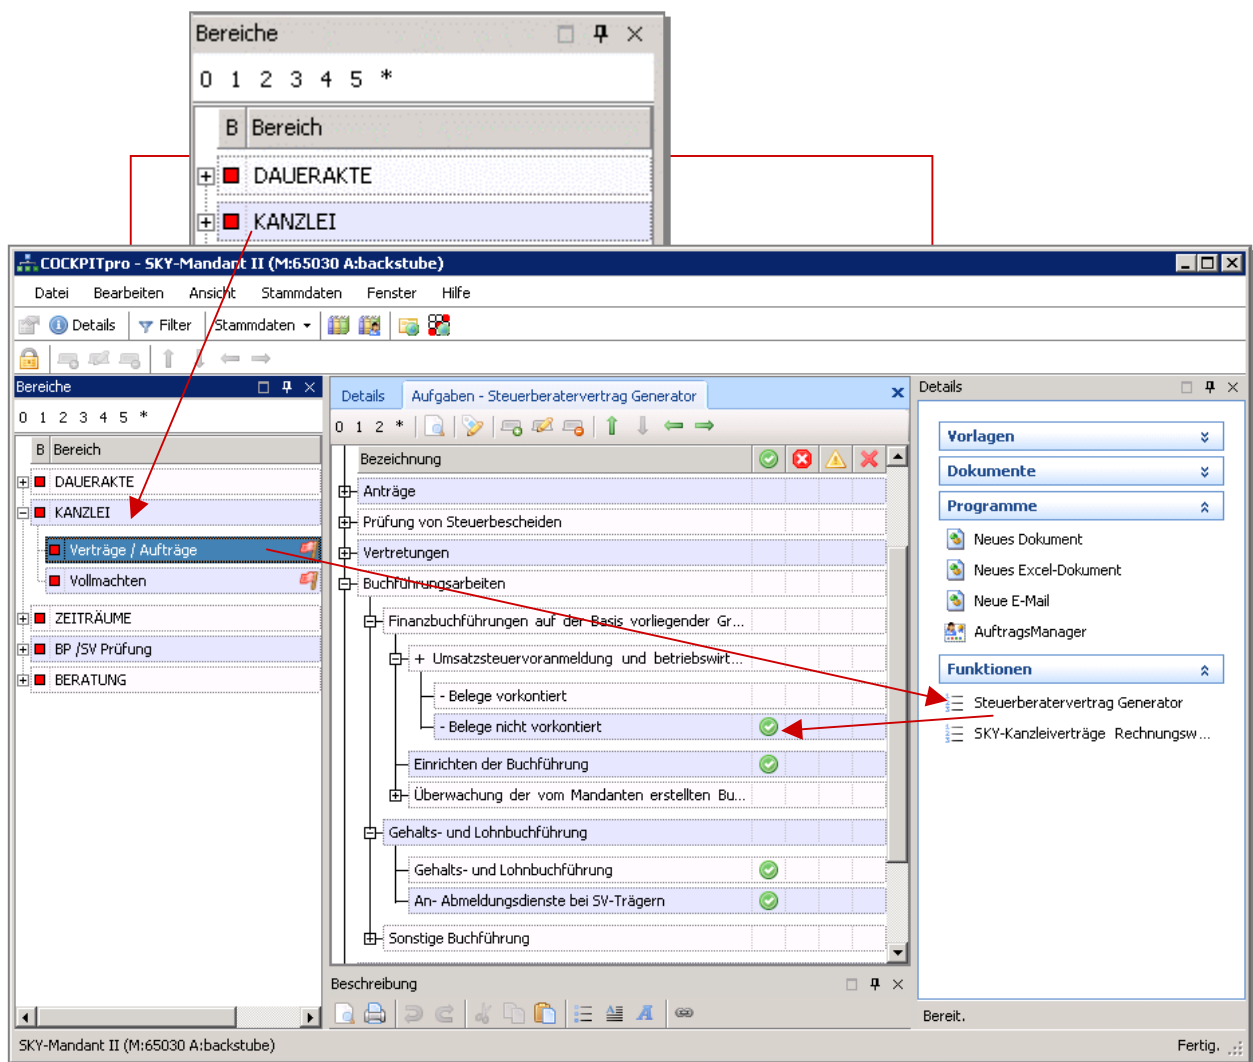 Bereiche
0 1 2 3 4 5 *
B Bereich
DAUERAKTE
KANZLEI
COCKPITpro - SKY-Mandant II (M:65030 A:backstube)
Datei Bearbeiten Ansicht Stammdaten Fenster Hilfe
Details Filter Stammdaten
Bereiche
0 1 2 3 4 5 *
B Bereich
DAUERAKTE
KANZLEI
Verträge / Aufträge
Vollmachten
ZEITRÄUME
BP /SV Prüfung
BERATUNG
Details Aufgaben - Steuerberatervertrag Generator
0 1 2 *
Bezeichnung
Anträge
Prüfung von Steuerbescheiden
Vertretungen
Buchführungsarbeiten
Finanzbuchführungen auf der Basis vorliegender Gr...
+ Umsatzsteuervoranmeldung und betriebswirt...
- Belege vorkontiert
- Belege nicht vorkontiert
Einrichten der Buchführung
Überwachung der vom Mandanten erstellten Bu...
Gehalts- und Lohnbuchführung
Gehalts- und Lohnbuchführung
An- Abmeldungsdienste bei SV-Trägern
Sonstige Buchführung
Beschreibung
Details
Vorlagen
Dokumente
Programme
Neues Dokument
Neues Excel-Dokument
Neue E-Mail
AuftragsManager
Funktionen
Steuerberatervertrag Generator
SKY-Kanzleiverträge Rechnungsw...
Bereit.
SKY-Mandant II (M:65030 A:backstube)
Fertig.